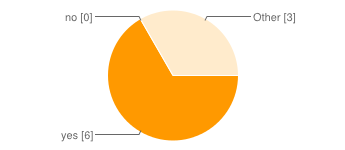 no [0]
Other [3]
yes [6]